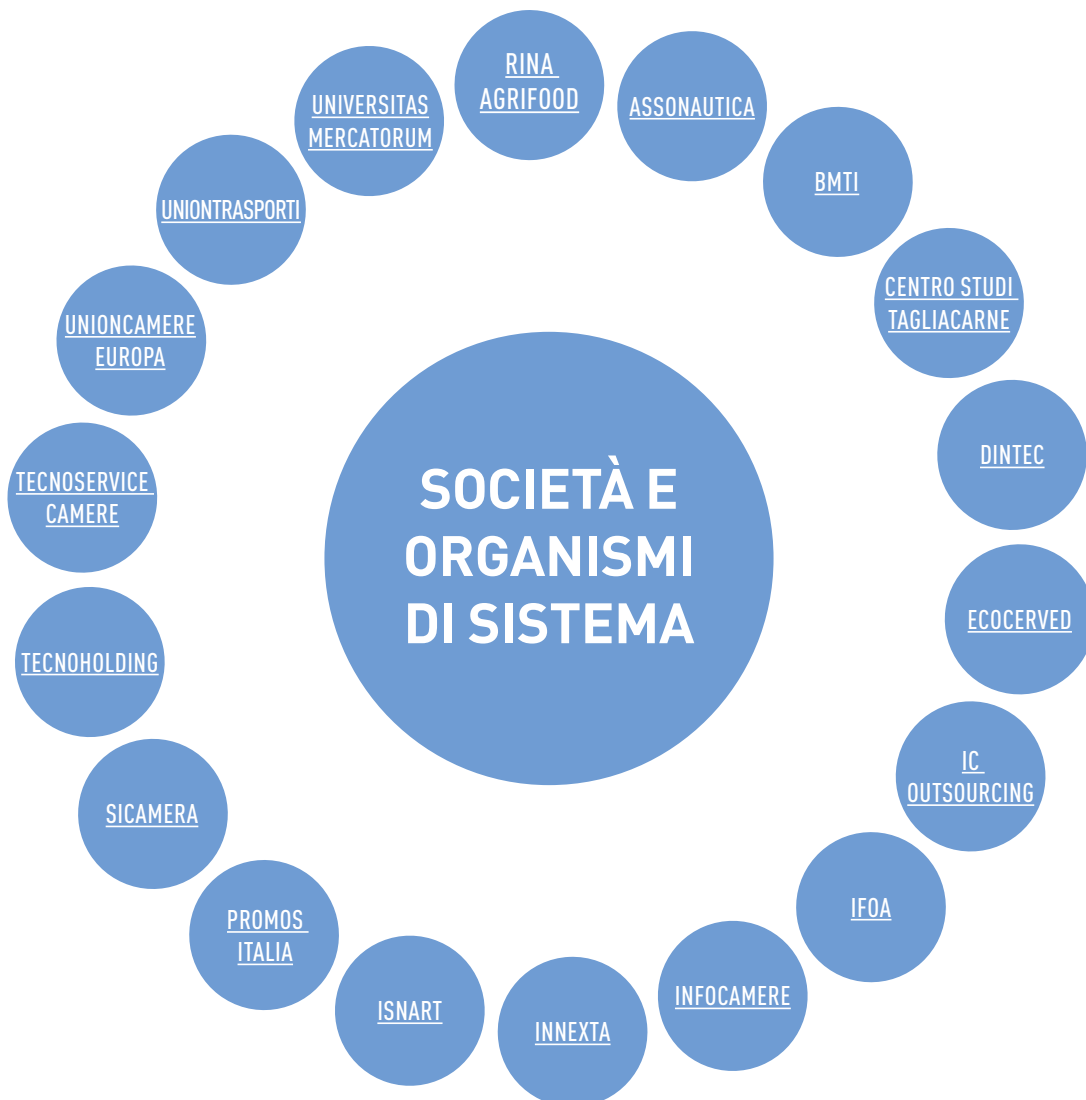 RINA
AGRIFOOD
ASSONAUTICA
BMTI
CENTRO STUDI
TAGLIACARNE
DINTEC
ECOCERVED
IC
OUTSOURCING
IFOA
INFOCAMERE
INNEXTA
ISNART
PROMOS
ITALIA
SICAMERA
TECNOHOLDING
TECNOSERVICE
CAMERE
UNIONCAMERE
EUROPA
UNIONTRASPORTI
UNIVERSITAS
MERCATORUM
SOCIETÀ E
ORGANISMI
DI SISTEMA